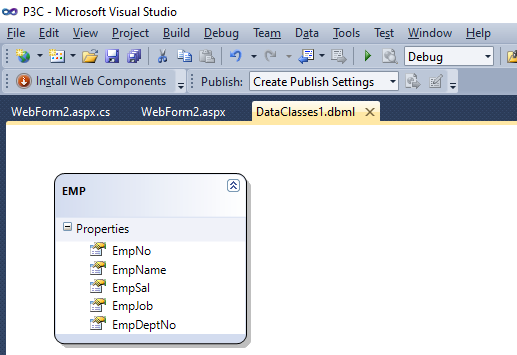 P3C - Microsoft Visual Studio
File Edit View Project Build Debug Team Data Tools Test Window Help
Debug
Install Web Components Publish: Create Publish Settings
WebForm2.aspx.cs WebForm2.aspx DataClasses1.dbml
EMP
Properties
EmpNo
EmpName
EmpSal
EmpJob
EmpDeptNo